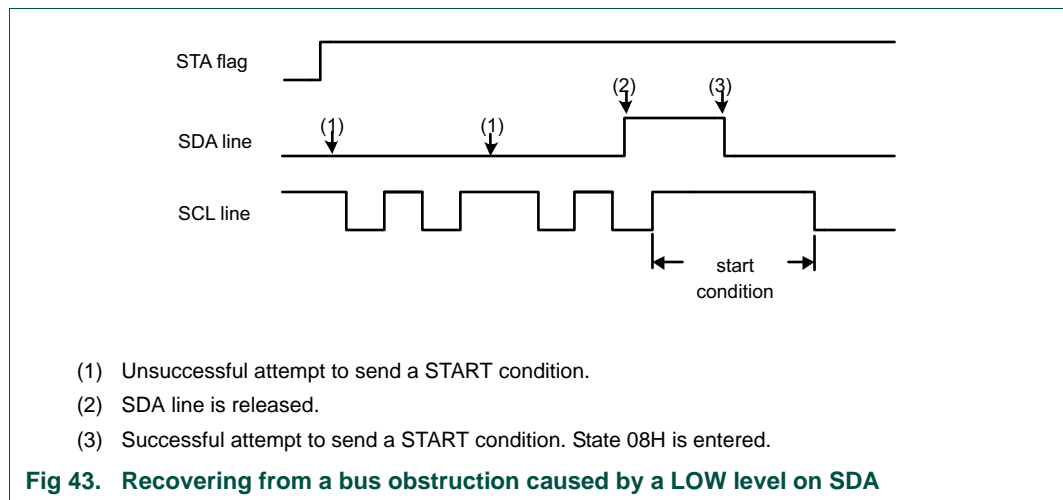 STA flag
(2) (3)
SDA line (1) (1)
SCL line
start
condition
(1) Unsuccessful attempt to send a START condition.
(2) SDA line is released.
(3) Successful attempt to send a START condition. State 08H is entered.
Fig 43. Recovering from a bus obstruction caused by a LOW level on SDA